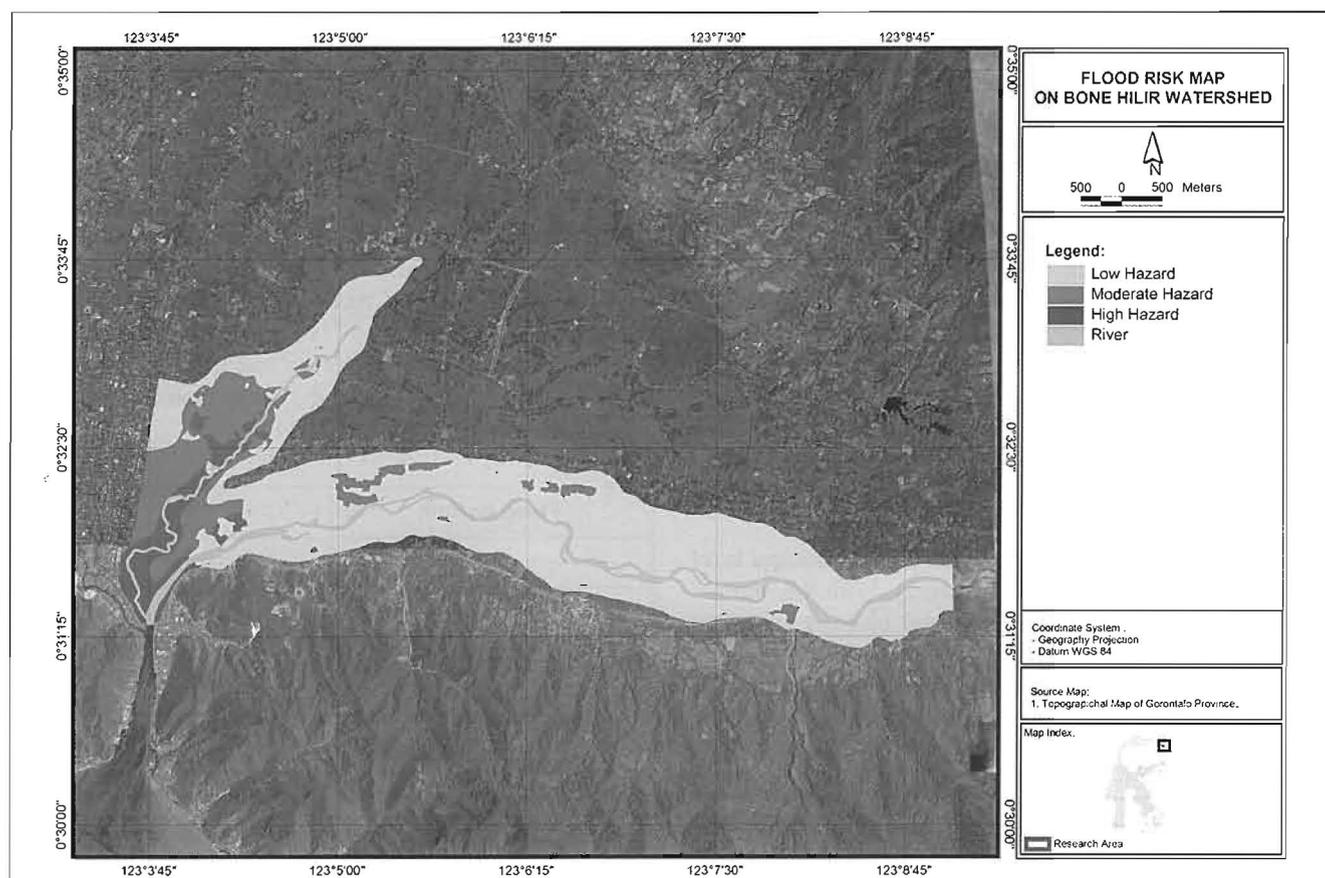 123°3'45" 123°5'00" 123°6'15" 123°7'30" 123°8'45"
0°35'00" 0°35'00"
0°33'45" 0°33'45"
0°32'30" 0°32'30"
0°31'15" 0°31'15"
0°30'00" 0°30'00"
123°3'45" 123°5'00" 123°6'15" 123°7'30" 123°8'45"
FLOOD RISK MAP
ON BONE HILIR WATERSHED
N
500 0 500 Meters
Legend:
Low Hazard
Moderate Hazard
High Hazard
River
Coordinate System :
- Geography Projection
- Datum WGS 84
Source Map:
1. Topographichal Map of Gorontalo Province.
Map Index.
Research Area